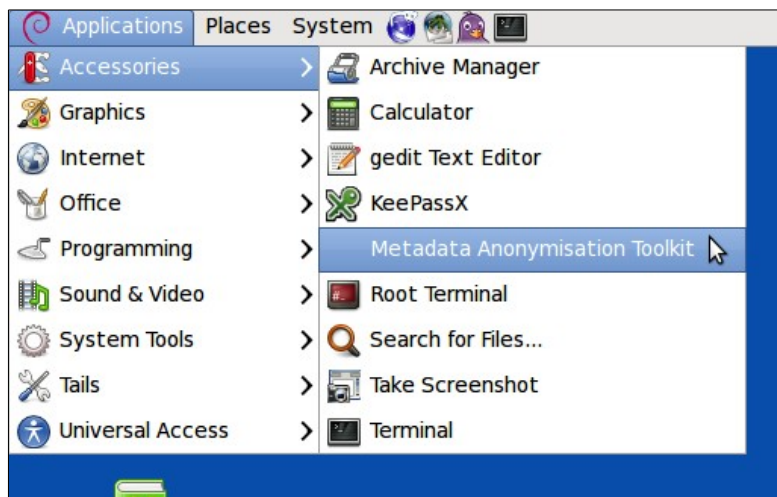 Applications Places System
Accessories
Graphics
Internet
Office
Programming
Sound & Video
System Tools
Tails
Universal Access
Archive Manager
Calculator
gedit Text Editor
KeePassX
Metadata Anonymisation Toolkit
Root Terminal
Search for Files...
Take Screenshot
Terminal